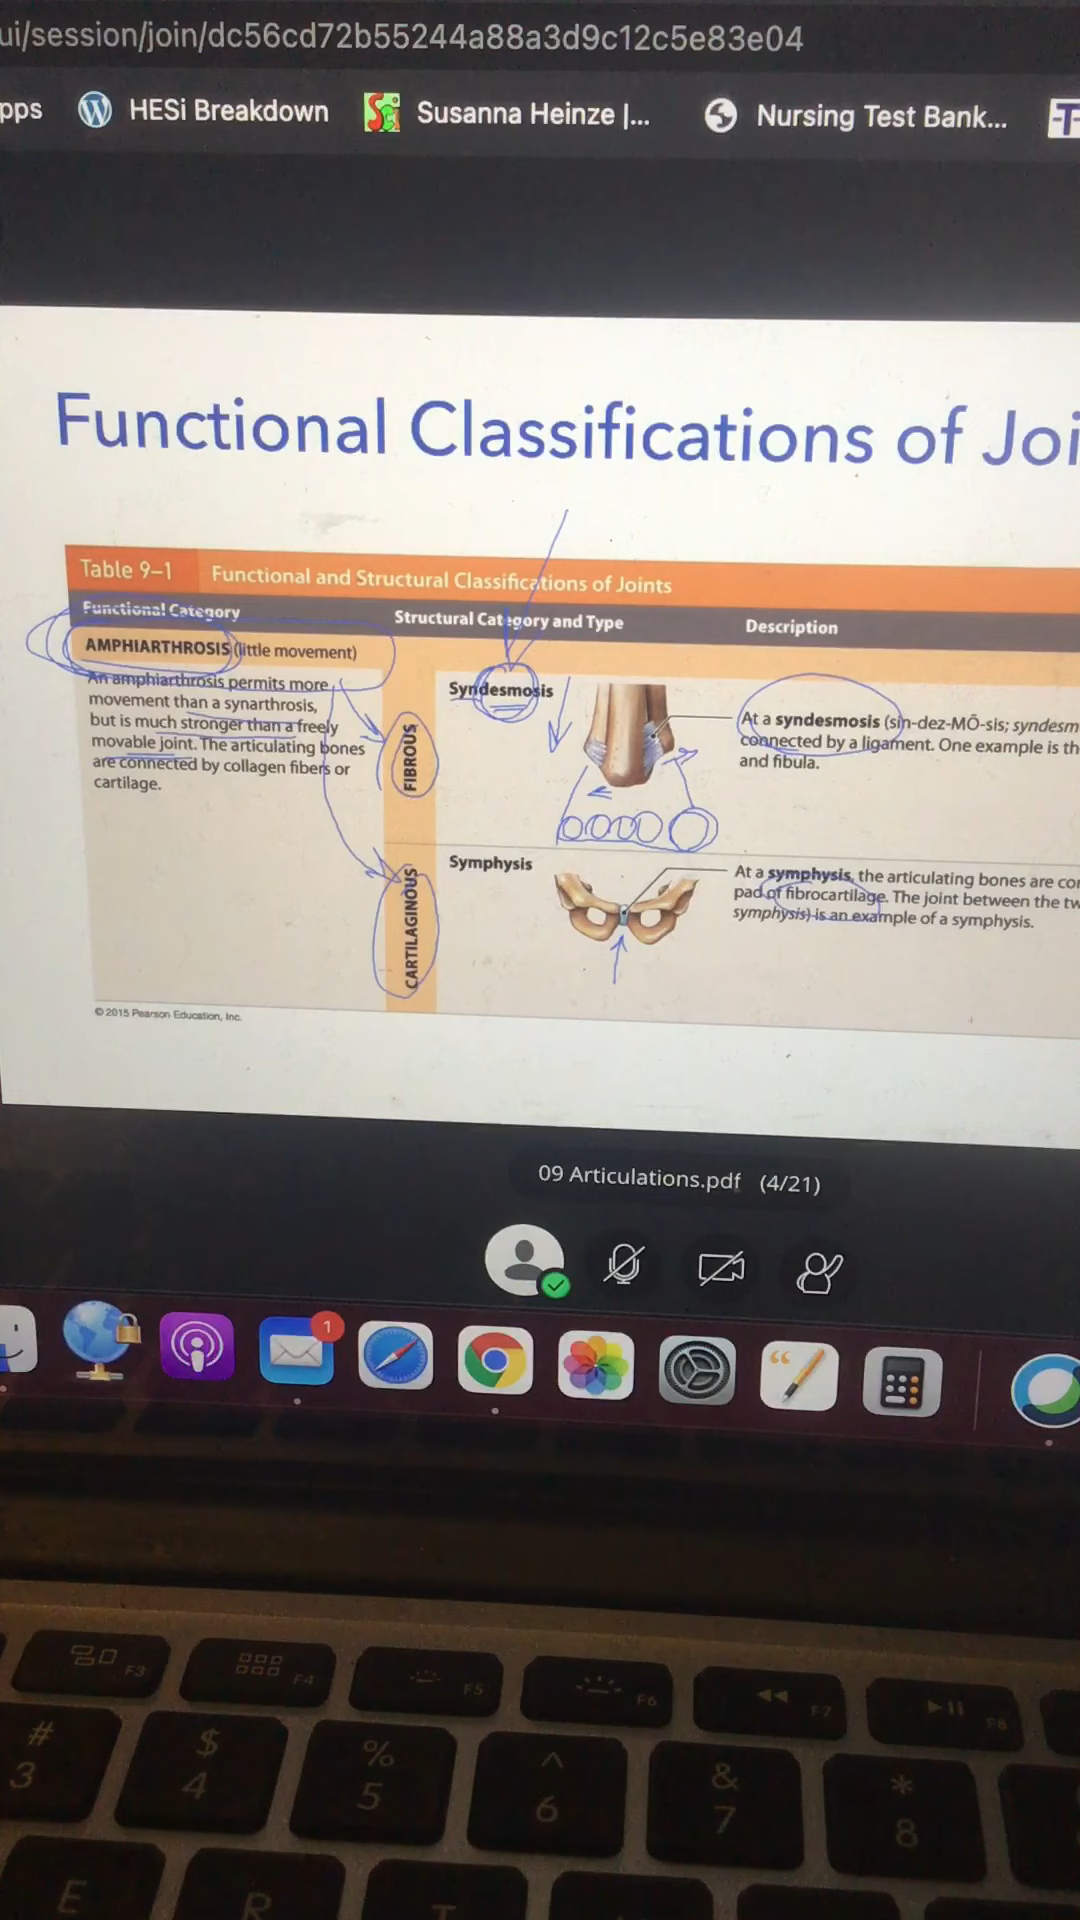 ui/session/join/dc56cd72b55244a88a3d9c12c5e83e04
pps HESi Breakdown Susanna Heinze |... Nursing Test Bank...
Functional Classifications of Joi
Table 9–1 Functional and Structural Classifications of Joints
Functional Category Structural Category and Type Description
AMPHIARTHROSIS (little movement)
An amphiarthrosis permits more
movement than a synarthrosis,
but is much stronger than a freely
movable joint. The articulating bones
are connected by collagen fibers or
cartilage.
FIBROUS
Syndesmosis
At a syndesmosis (sin-dez-MŌ-sis; syndesm
connected by a ligament. One example is th
and fibula.
CARTILAGINOUS
Symphysis
At a symphysis, the articulating bones are con
pad of fibrocartilage. The joint between the tw
symphysis) is an example of a symphysis.
© 2015 Pearson Education, Inc.
09 Articulations.pdf (4/21)
1
F3 F4 F5 F6 F7 F8
# $ % ^ & *
3 4 5 6 7 8
E R T